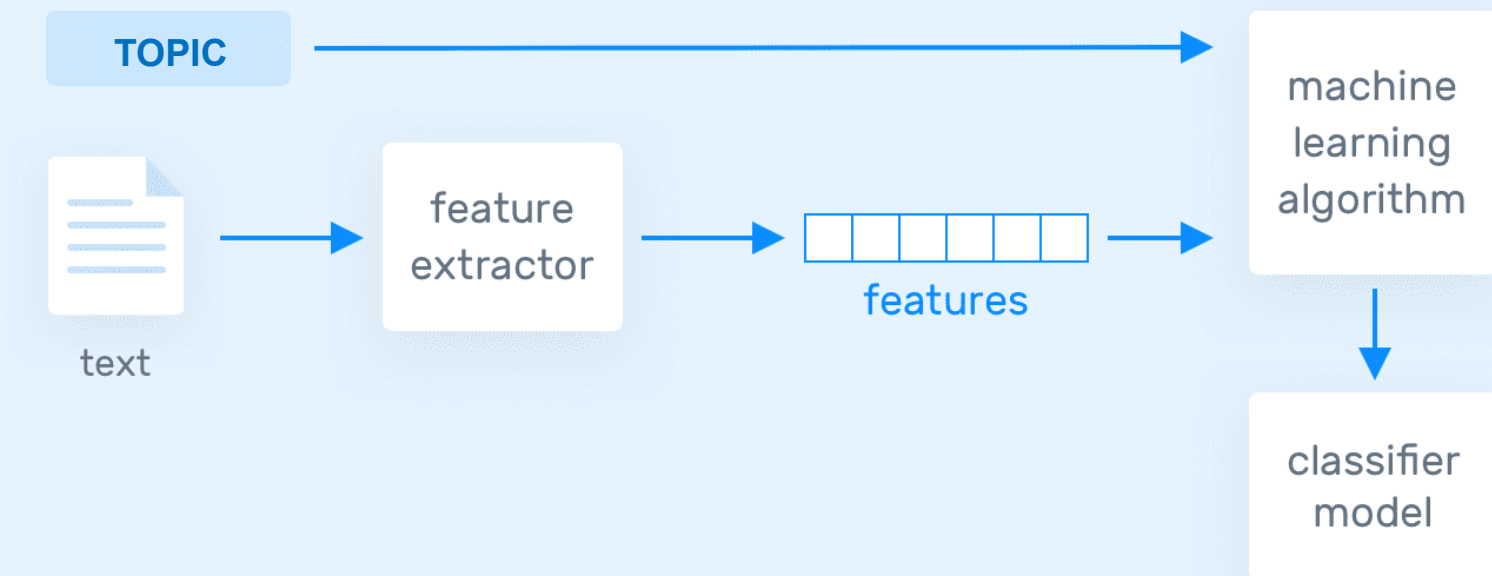 TOPIC
machine
learning
algorithm
feature
extractor
features
text
classifier
model